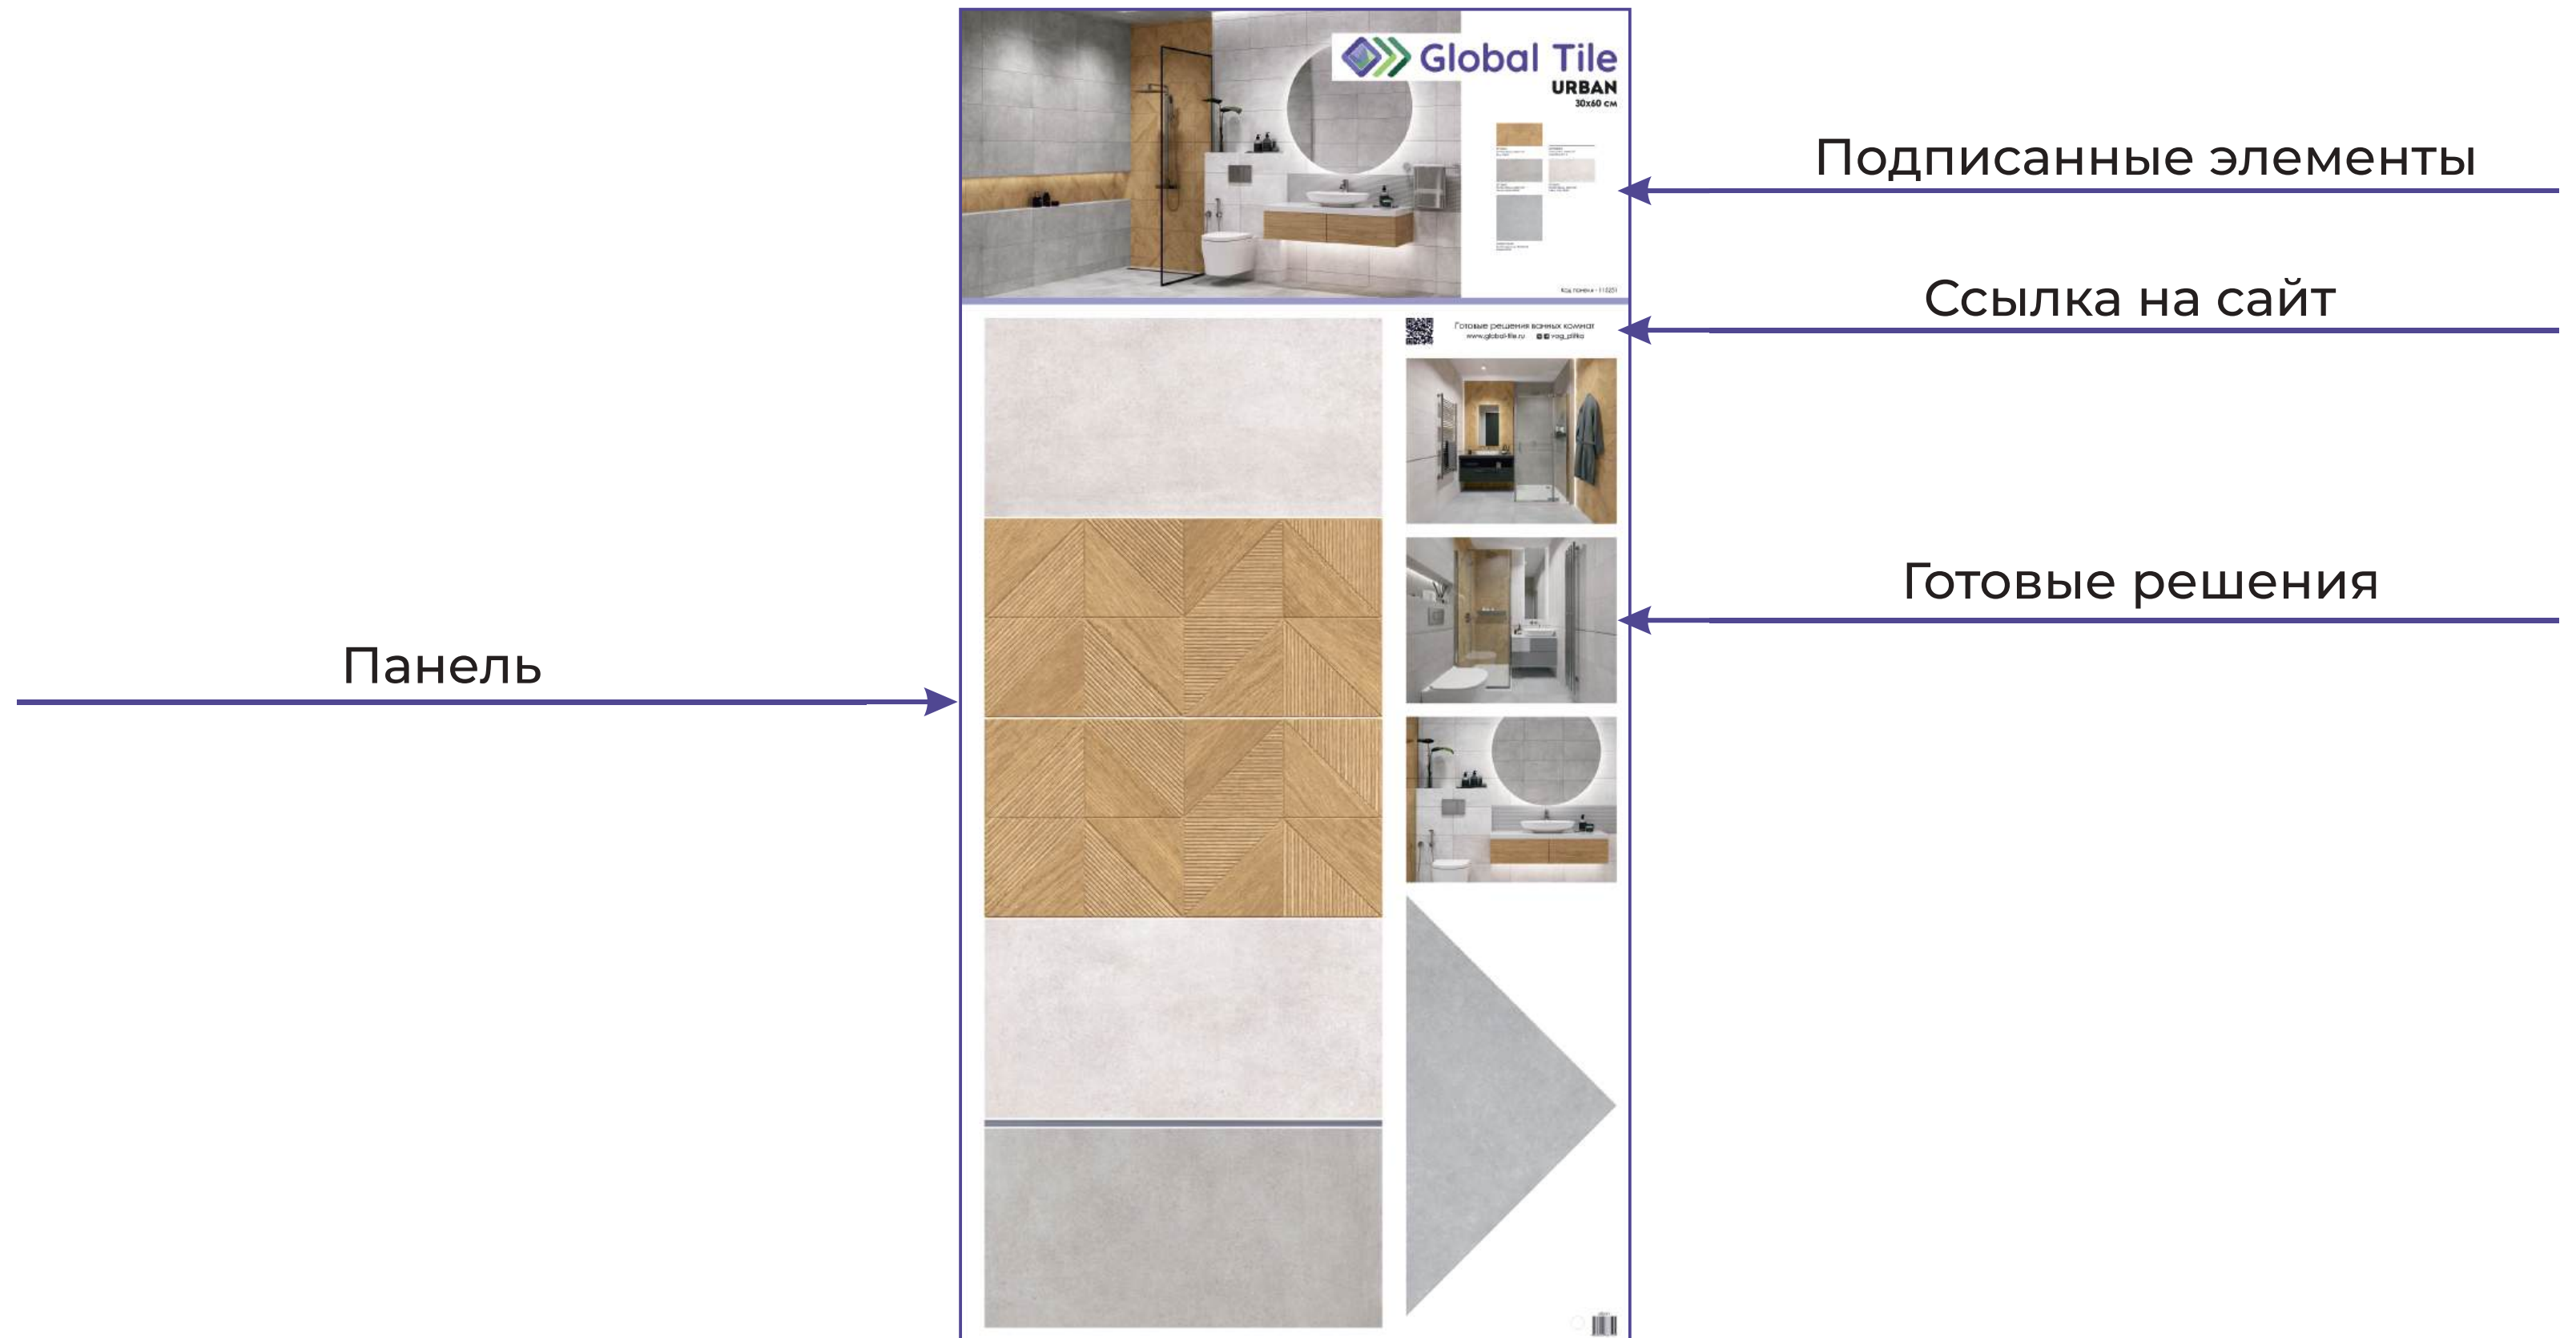 Global Tile
URBAN
30x60 см
Подписанные элементы
Ссылка на сайт
Готовые решения ванных комнат
www.global-tile.ru vog_plitka
Готовые решения
Панель